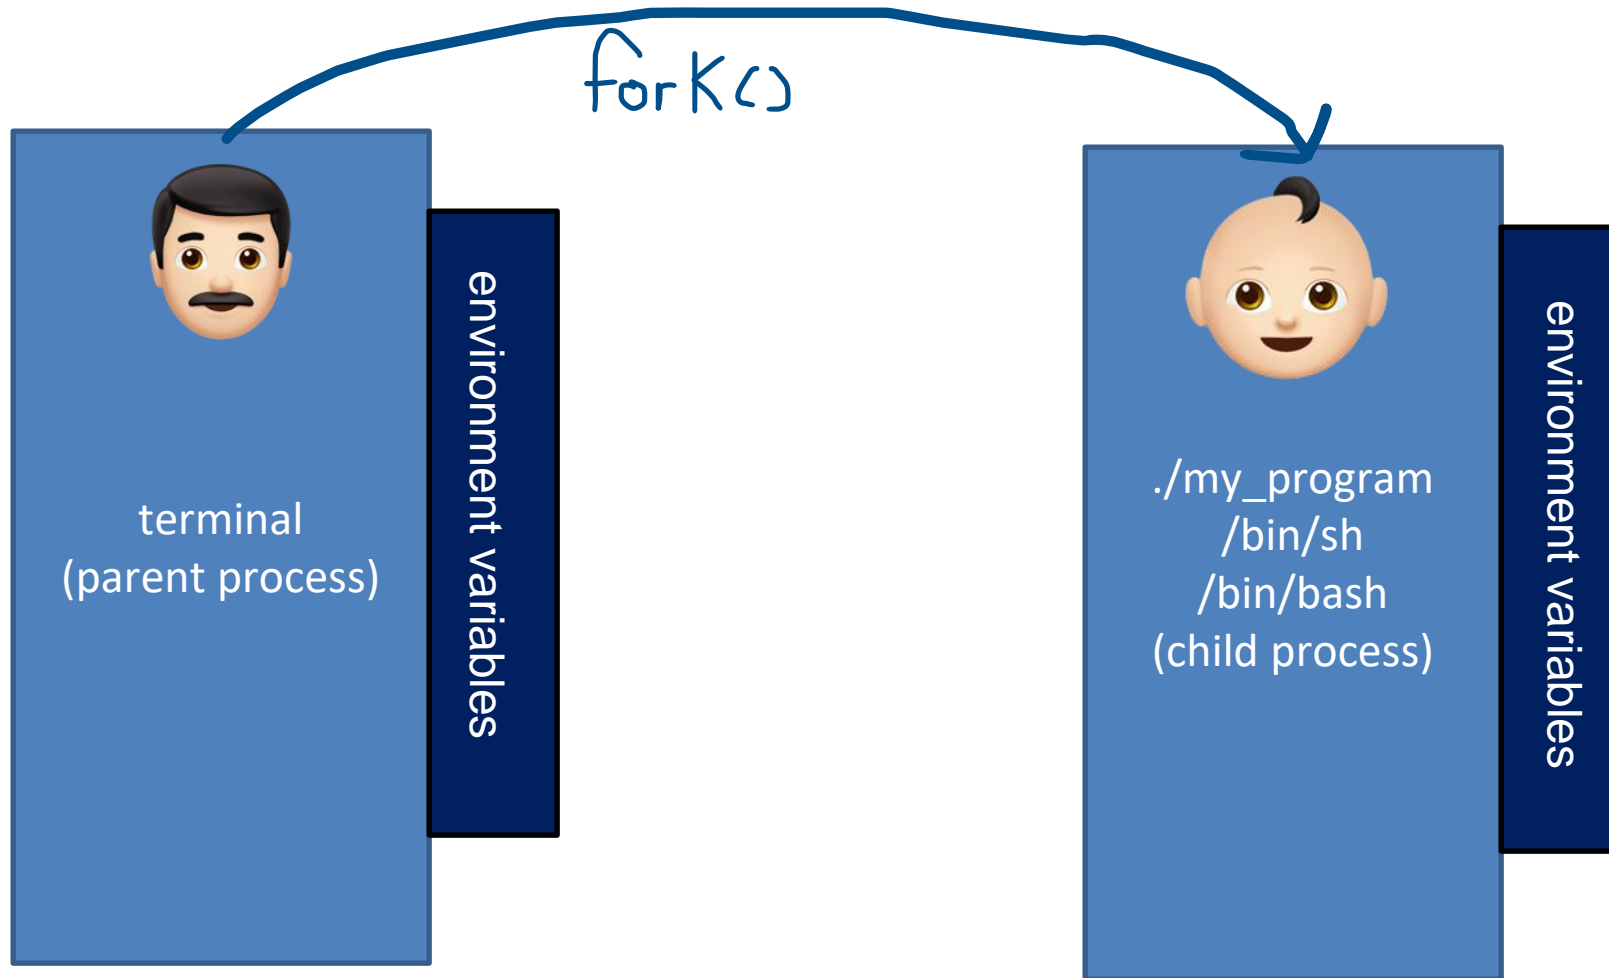 fork()
terminal
(parent process)
environment variables
./my_program
/bin/sh
/bin/bash
(child process)
environment variables